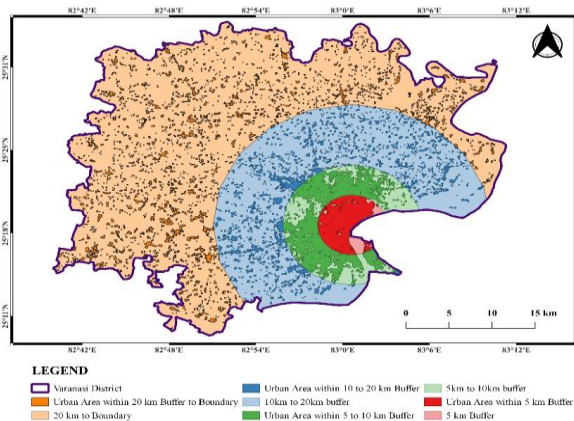 82°42'E 82°48'E 82°54'E 83°0'E 83°6'E 83°12'E
25°31'N
25°25'N
25°18'N
25°11'N
0 5 10 15 km
82°42'E 82°48'E 82°54'E 83°0'E 83°6'E 83°12'E
LEGEND
Varanasi District
Urban Area within 10 to 20 km Buffer
5km to 10km buffer
Urban Area within 20 km Buffer to Boundary
10km to 20km buffer
Urban Area within 5 km Buffer
20 km to Boundary
Urban Area within 5 to 10 km Buffer
5 km Buffer